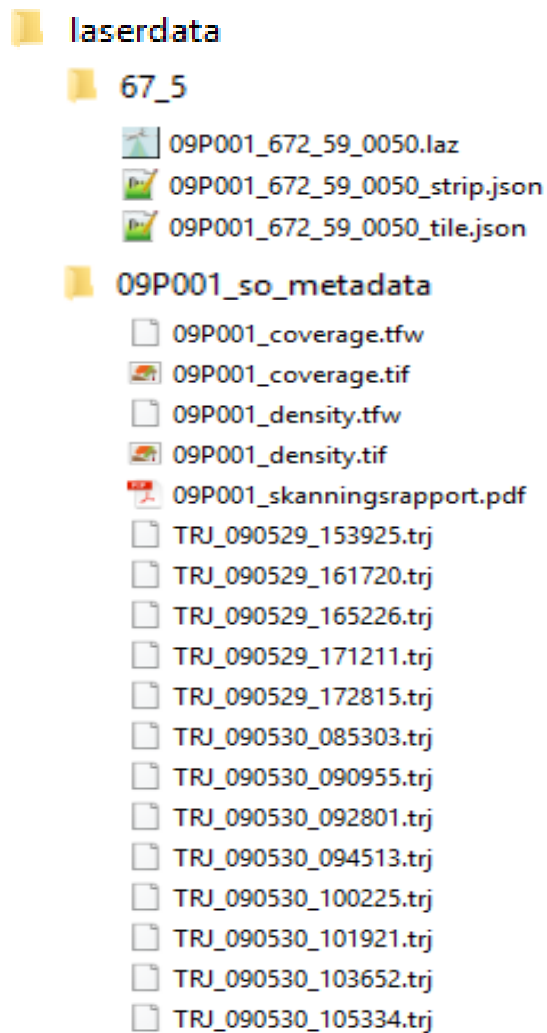 laserdata
67_5
09P001_672_59_0050.laz
09P001_672_59_0050_strip.json
09P001_672_59_0050_tile.json
09P001_so_metadata
09P001_coverage.tfw
09P001_coverage.tif
09P001_density.tfw
09P001_density.tif
09P001_skanningsrapport.pdf
TRJ_090529_153925.trj
TRJ_090529_161720.trj
TRJ_090529_165226.trj
TRJ_090529_171211.trj
TRJ_090529_172815.trj
TRJ_090530_085303.trj
TRJ_090530_090955.trj
TRJ_090530_092801.trj
TRJ_090530_094513.trj
TRJ_090530_100225.trj
TRJ_090530_101921.trj
TRJ_090530_103652.trj
TRJ_090530_105334.trj